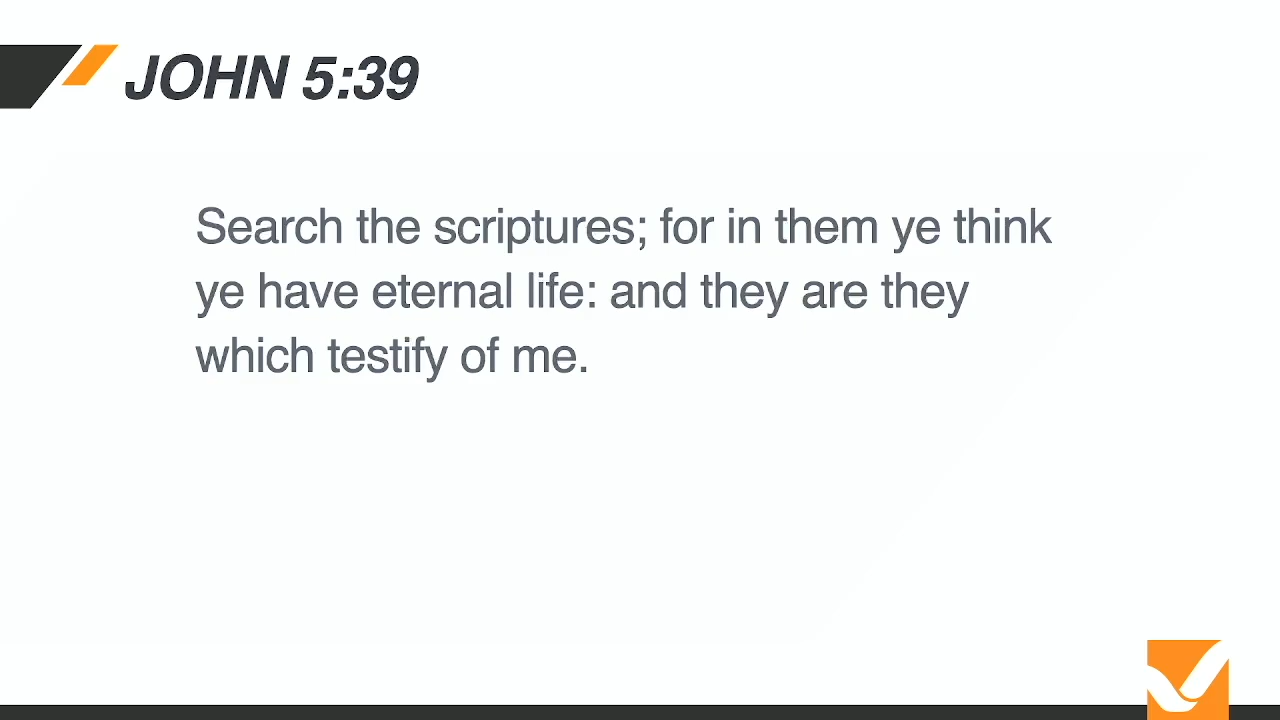 JOHN 5:39
Search the scriptures; for in them ye think
ye have eternal life: and they are they
which testify of me.